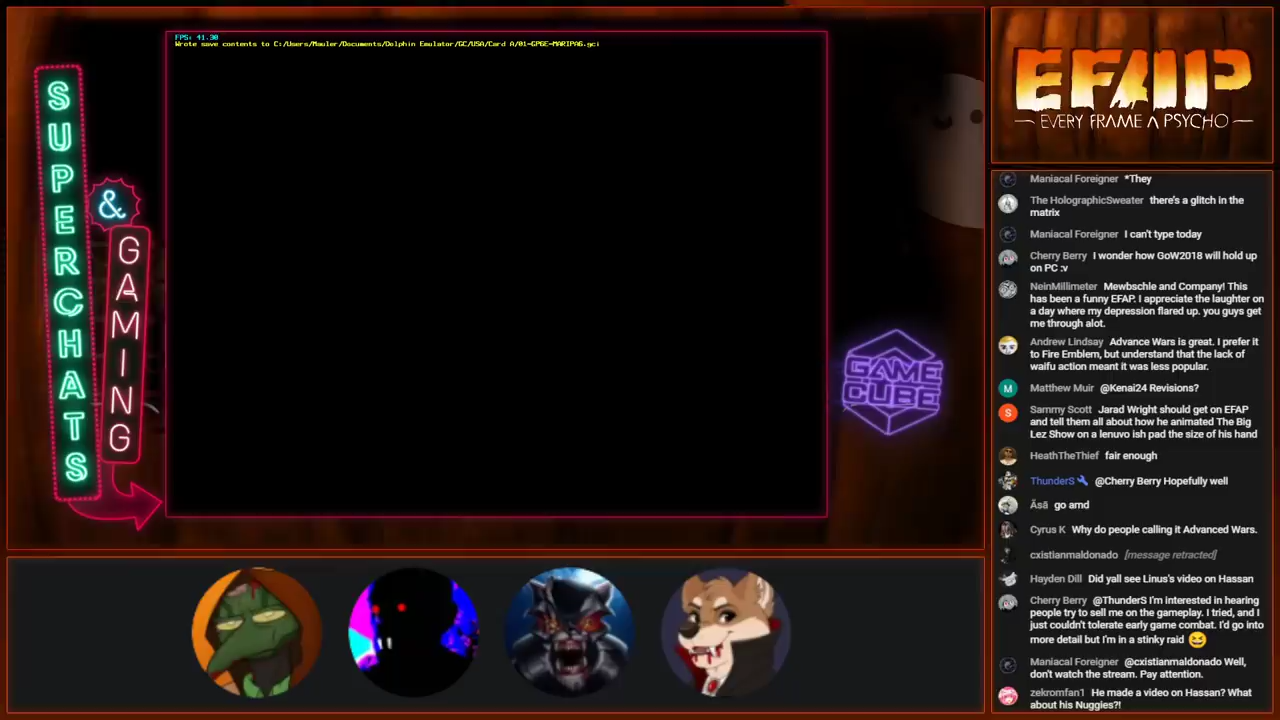 FPS: 41.30
Wrote save contents to C:/Users/Mauler/Documents/Dolphin Emulator/GC/USA/Card A/01-GP6E-MARIPA6.gci
SUPERCHATS
&
GAMING
GAME
CUBE
EFAP
EVERY FRAME A PSYCHO
Maniacal Foreigner *They
The HolographicSweater there's a glitch in the
matrix
Maniacal Foreigner I can't type today
Cherry Berry I wonder how GoW2018 will hold up
on PC :v
NeinMillimeter Mewbschle and Company! This
has been a funny EFAP. I appreciate the laughter on
a day where my depression flared up. you guys get
me through alot.
Andrew Lindsay Advance Wars is great. I prefer it
to Fire Emblem, but understand that the lack of
waifu action meant it was less popular.
M
Matthew Muir @Kenai24 Revisions?
S
Sammy Scott Jarad Wright should get on EFAP
and tell them all about how he animated The Big
Lez Show on a lenuvo ish pad the size of his hand
HeathTheThief fair enough
ThunderS @Cherry Berry Hopefully well
Äsä go amd
Cyrus K Why do people calling it Advanced Wars.
cxistianmaldonado [message retracted]
Hayden Dill Did yall see Linus's video on Hassan
Cherry Berry @ThunderS I'm interested in hearing
people try to sell me on the gameplay. I tried, and I
just couldn't tolerate early game combat. I'd go into
more detail but I'm in a stinky raid
Maniacal Foreigner @cxistianmaldonado Well,
don't watch the stream. Pay attention.
zekromfan1 He made a video on Hassan? What
about his Nuggies?!